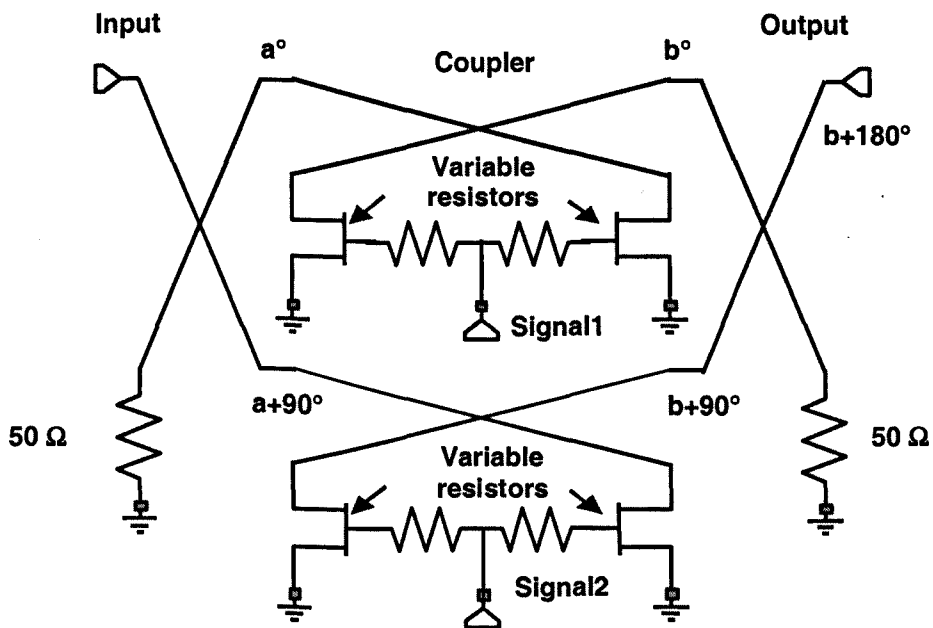 Input
Output
a°
Coupler
b°
b+180°
Variable
resistors
Signal1
a+90°
b+90°
50 Ω
50 Ω
Variable
resistors
Signal2